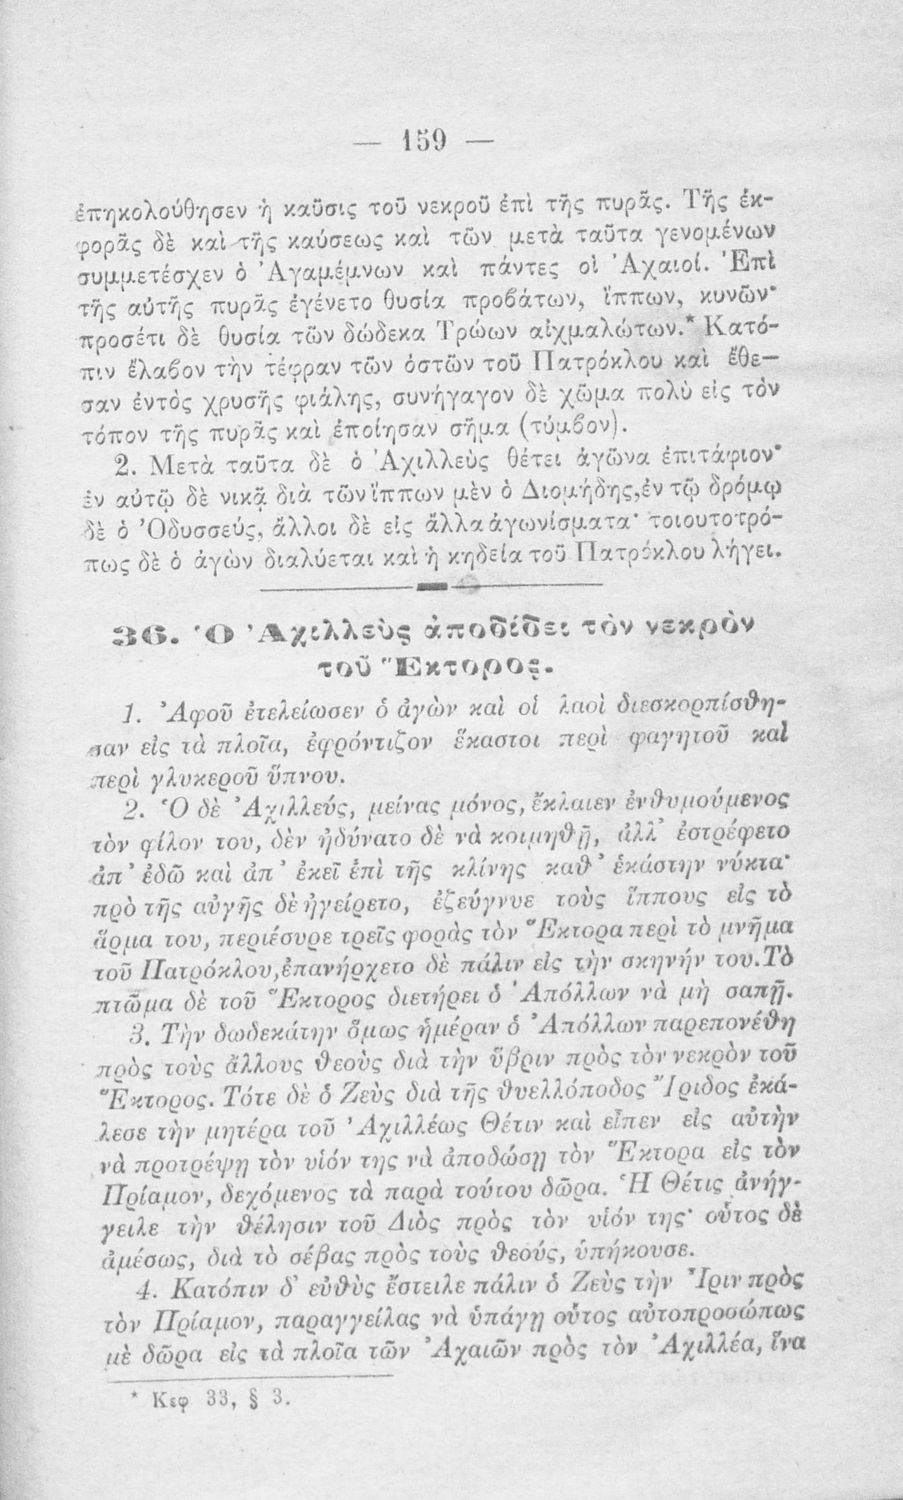 — 159 —
ἐπηκολούθησεν ἡ καῦσις τοῦ νεκροῦ ἐπὶ τῆς πυρᾶς. Τῆς ἐκ-
φορᾶς δὲ καὶ τῆς καύσεως καὶ τῶν μετὰ ταῦτα γενομένων
συμμετέσχεν ὁ Ἀγαμέμνων καὶ πάντες οἱ Ἀχαιοί. Ἐπὶ
τῆς αὐτῆς πυρᾶς ἐγένετο θυσία προβάτων, ἵππων, κυνῶν·
προσέτι δὲ θυσία τῶν δώδεκα Τρώων αἰχμαλώτων.* Κατό-
πιν ἔλαβον τὴν τέφραν τῶν ὀστῶν τοῦ Πατρόκλου καὶ ἔθε-
σαν ἐντὸς χρυσῆς φιάλης, συνήγαγον δὲ χῶμα πολὺ εἰς τὸν
τόπον τῆς πυρᾶς καὶ ἐποίησαν σῆμα (τύμβον).
2. Μετὰ ταῦτα δὲ ὁ Ἀχιλλεὺς θέτει ἀγῶνα ἐπιτάφιον·
ἐν αὐτῷ δὲ νικᾷ διὰ τῶν ἵππων μὲν ὁ Διομήδης, ἐν τῷ δρόμῳ
δὲ ὁ Ὀδυσσεύς, ἄλλοι δὲ εἰς ἄλλα ἀγωνίσματα· τοιουτοτρό-
πως δὲ ὁ ἀγὼν διαλύεται καὶ ἡ κηδεία τοῦ Πατρόκλου λήγει.
36. Ὁ Ἀχιλλεὺς ἀποδίδει τὸν νεκρὸν
τοῦ Ἕκτορος.
1. Ἀφοῦ ἐτελείωσεν ὁ ἀγὼν καὶ οἱ λαοὶ διεσκορπίσθη-
σαν εἰς τὰ πλοῖα, ἐφρόντιζον ἕκαστοι περὶ φαγητοῦ καὶ
περὶ γλυκεροῦ ὕπνου.
2. Ὁ δὲ Ἀχιλλεύς, μείνας μόνος, ἔκλαιεν ἐνθυμούμενος
τὸν φίλον του, δὲν ἠδύνατο δὲ νὰ κοιμηθῇ, ἀλλ' ἐστρέφετο
ἀπ' ἐδῶ καὶ ἀπ' ἐκεῖ ἐπὶ τῆς κλίνης καθ' ἑκάστην νύκτα·
πρὸ τῆς αὐγῆς δὲ ἠγείρετο, ἐζεύγνυε τοὺς ἵππους εἰς τὸ
ἅρμα του, περιέσυρε τρεῖς φορὰς τὸν Ἕκτορα περὶ τὸ μνῆμα
τοῦ Πατρόκλου, ἐπανήρχετο δὲ πάλιν εἰς τὴν σκηνήν του. Τὸ
πτῶμα δὲ τοῦ Ἕκτορος διετήρει ὁ Ἀπόλλων νὰ μὴ σαπῇ.
3. Τὴν δωδεκάτην ὅμως ἡμέραν ὁ Ἀπόλλων παρεπονέθη
πρὸς τοὺς ἄλλους θεοὺς διὰ τὴν ὕβριν πρὸς τὸν νεκρὸν τοῦ
Ἕκτορος. Τότε δὲ ὁ Ζεὺς διὰ τῆς θυελλόποδος Ἴριδος ἐκά-
λεσε τὴν μητέρα τοῦ Ἀχιλλέως Θέτιν καὶ εἶπεν εἰς αὐτὴν
νὰ προτρέψῃ τὸν υἱόν της νὰ ἀποδώσῃ τὸν Ἕκτορα εἰς τὸν
Πρίαμον, δεχόμενος τὰ παρὰ τούτου δῶρα. Ἡ Θέτις ἀνήγ-
γειλε τὴν θέλησιν τοῦ Διὸς πρὸς τὸν υἱόν της· οὗτος δὲ
ἀμέσως, διὰ τὸ σέβας πρὸς τοὺς θεούς, ὑπήκουσε.
4. Κατόπιν δ' εὐθὺς ἔστειλε πάλιν ὁ Ζεὺς τὴν Ἶριν πρὸς
τὸν Πρίαμον, παραγγείλας νὰ ὑπάγῃ οὗτος αὐτοπροσώπως
μὲ δῶρα εἰς τὰ πλοῖα τῶν Ἀχαιῶν πρὸς τὸν Ἀχιλλέα, ἵνα
* Κεφ 33, § 3.